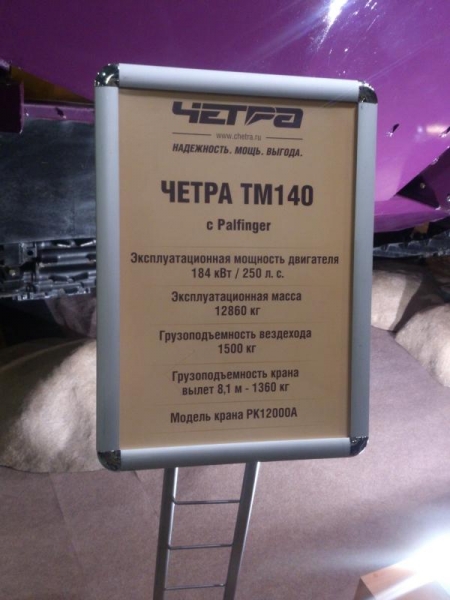 ЧЕТРА
www.chetra.ru
НАДЕЖНОСТЬ. МОЩЬ. ВЫГОДА.
ЧЕТРА ТМ140
с Palfinger
Эксплуатационная мощность двигателя
184 кВт / 250 л. с.
Эксплуатационная масса
12860 кг
Грузоподъемность вездехода
1500 кг
Грузоподъемность крана
вылет 8,1 м - 1360 кг
Модель крана PK12000A